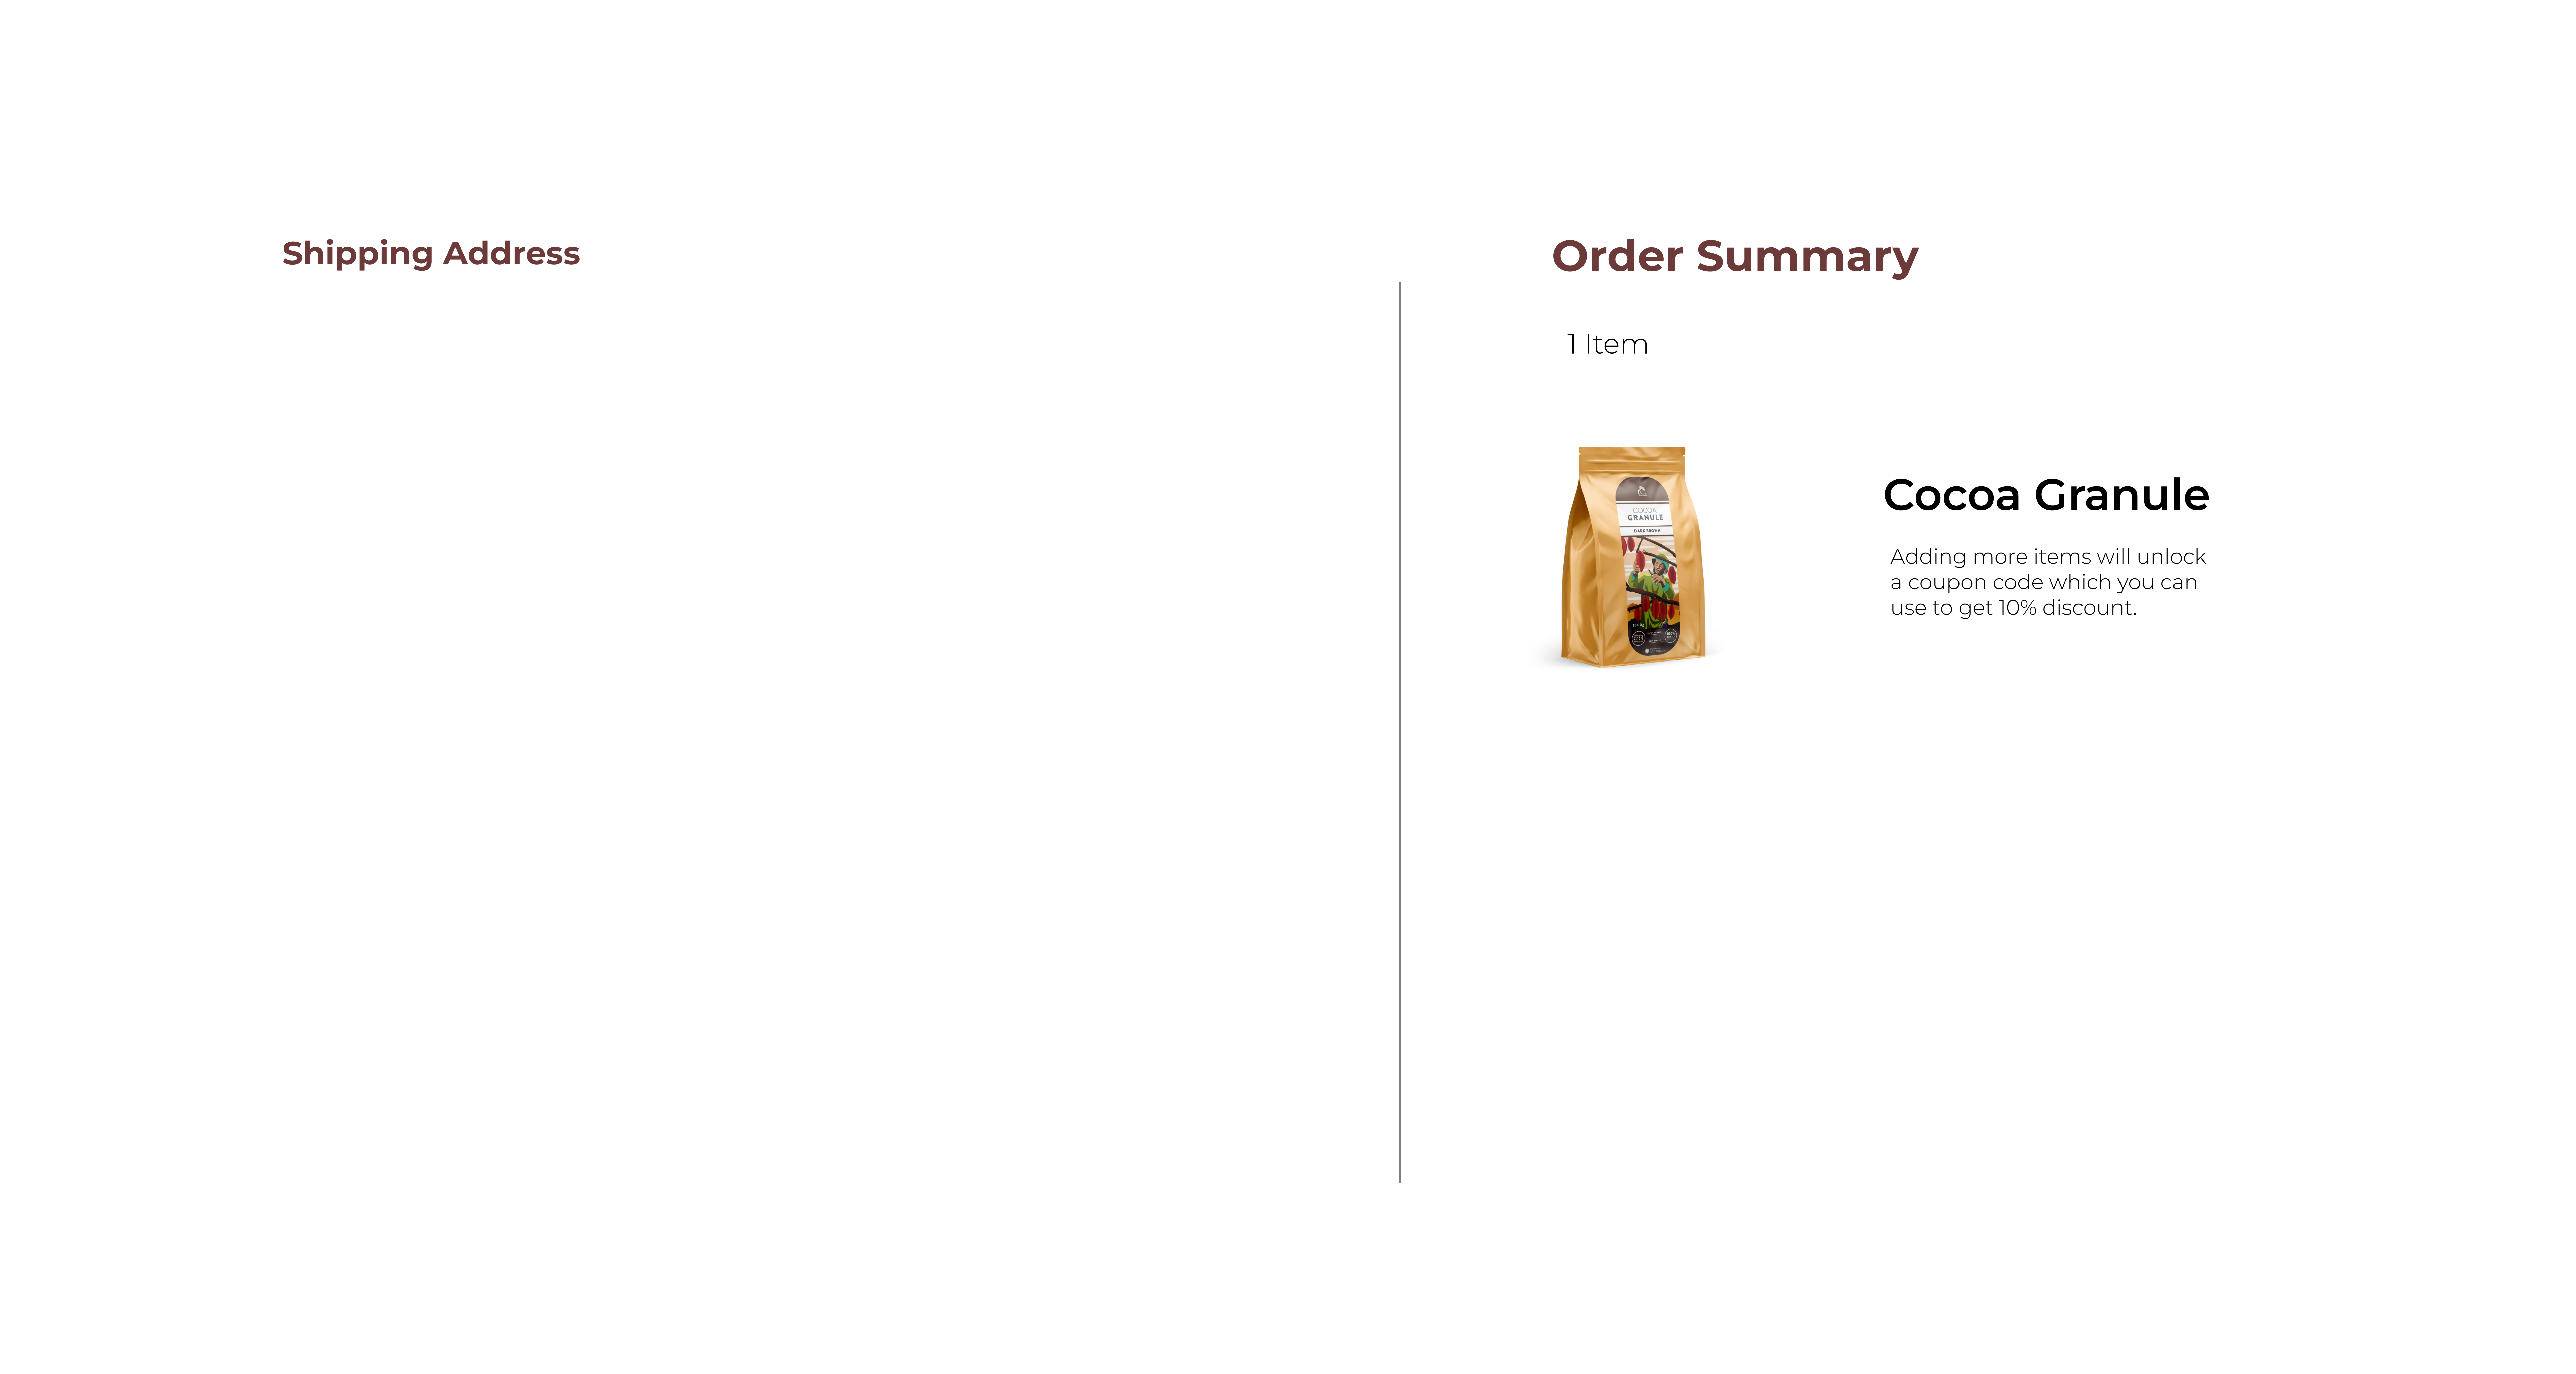 Shipping Address
Order Summary
1 Item
COCOA
GRANULE
DARK BROWN
Cocoa Granule
Adding more items will unlock
a coupon code which you can
use to get 10% discount.